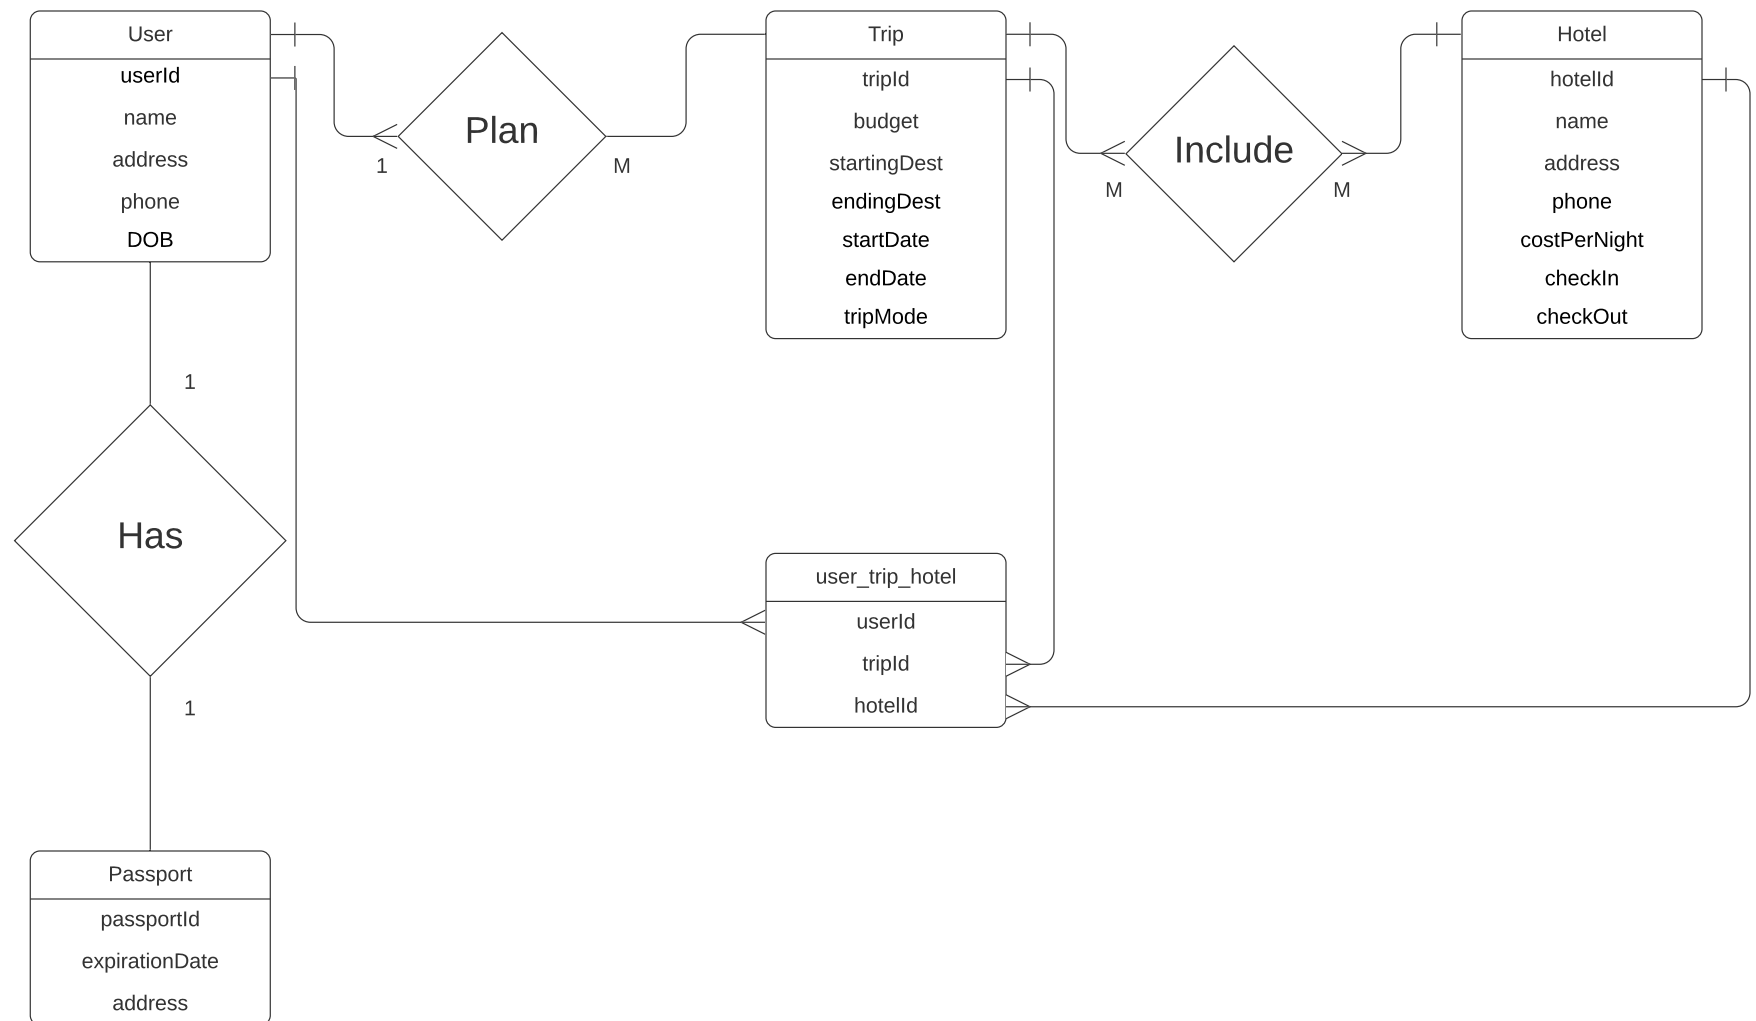 User
userId
name
address
phone
DOB
Plan
1
M
Trip
tripId
budget
startingDest
endingDest
startDate
endDate
tripMode
Include
M
M
Hotel
hotelId
name
address
phone
costPerNight
checkIn
checkOut
1
Has
1
user_trip_hotel
userId
tripId
hotelId
Passport
passportId
expirationDate
address